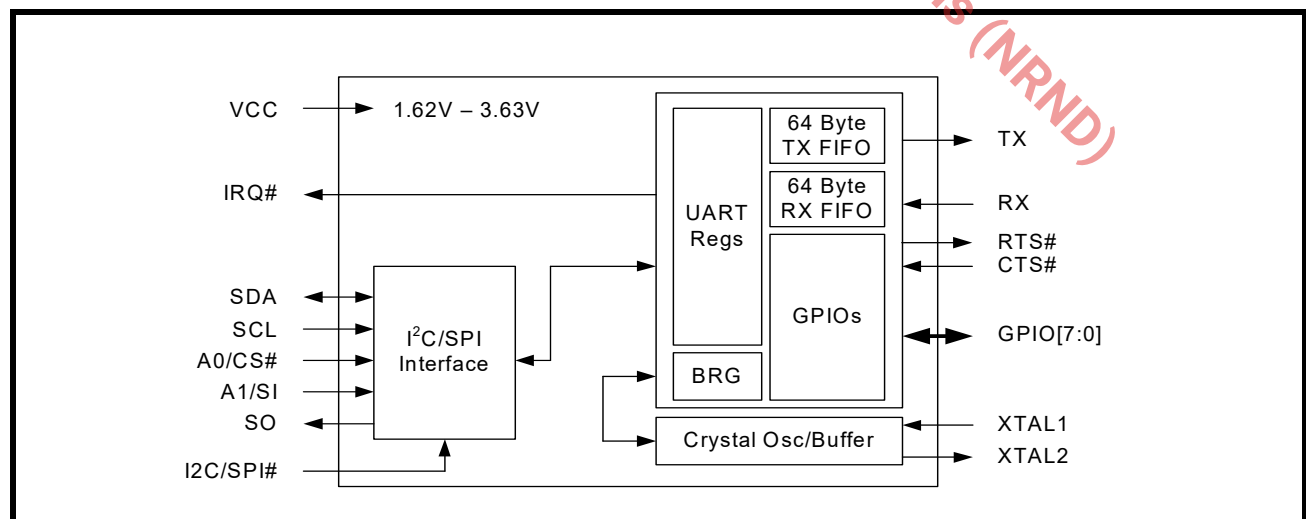 ns (NRND)
VCC
1.62V – 3.63V
IRQ#
SDA
SCL
A0/CS#
A1/SI
SO
I2C/SPI#
I²C/SPI
Interface
UART
Regs
64 Byte
TX FIFO
64 Byte
RX FIFO
GPIOs
BRG
Crystal Osc/Buffer
TX
RX
RTS#
CTS#
GPIO[7:0]
XTAL1
XTAL2